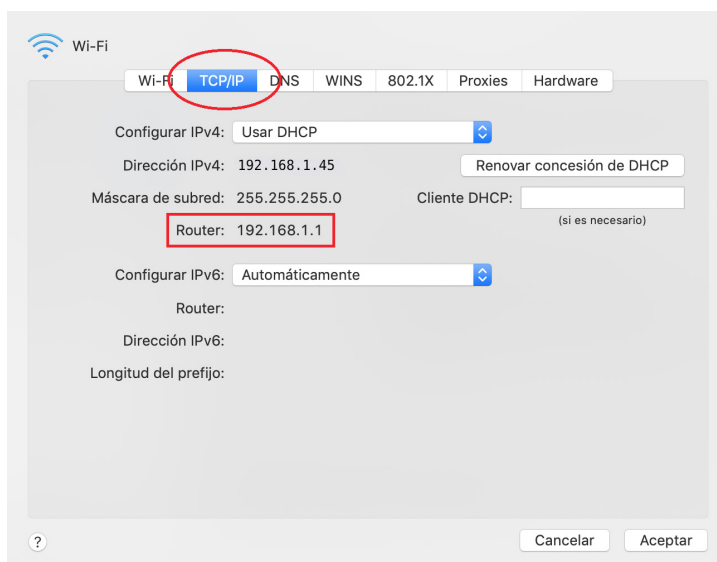 Wi-Fi
Wi-Fi TCP/IP DNS WINS 802.1X Proxies Hardware
Configurar IPv4: Usar DHCP
Dirección IPv4: 192.168.1.45 Renovar concesión de DHCP
Máscara de subred: 255.255.255.0 Cliente DHCP:
(si es necesario)
Router: 192.168.1.1
Configurar IPv6: Automáticamente
Router:
Dirección IPv6:
Longitud del prefijo:
? Cancelar Aceptar